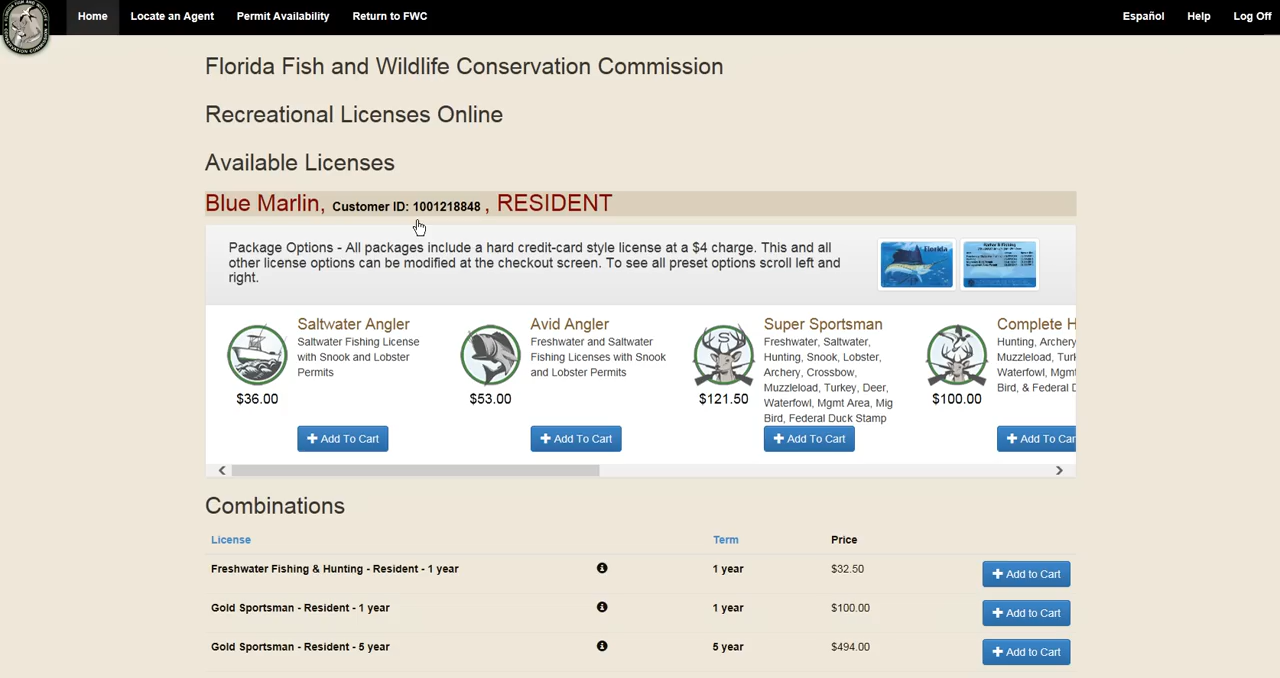 Home Locate an Agent Permit Availability Return to FWC Español Help Log Off
Florida Fish and Wildlife Conservation Commission
Recreational Licenses Online
Available Licenses
Blue Marlin, Customer ID: 1001218848 , RESIDENT
Package Options - All packages include a hard credit-card style license at a $4 charge. This and all
other license options can be modified at the checkout screen. To see all preset options scroll left and
right.
Florida
Saltwater Angler
Saltwater Fishing License
with Snook and Lobster
Permits
$36.00
Add To Cart
Avid Angler
Freshwater and Saltwater
Fishing Licenses with Snook
and Lobster Permits
$53.00
Add To Cart
Super Sportsman
Freshwater, Saltwater,
Hunting, Snook, Lobster,
Archery, Crossbow,
Muzzleload, Turkey, Deer,
Waterfowl, Mgmt Area, Mig
Bird, Federal Duck Stamp
$121.50
Add To Cart
Complete H
Hunting, Archery
Muzzleload, Turk
Waterfowl, Mgm
Bird, & Federal D
$100.00
Add To Car
Combinations
License Term Price
Freshwater Fishing & Hunting - Resident - 1 year 1 year $32.50 Add to Cart
Gold Sportsman - Resident - 1 year 1 year $100.00 Add to Cart
Gold Sportsman - Resident - 5 year 5 year $494.00 Add to Cart